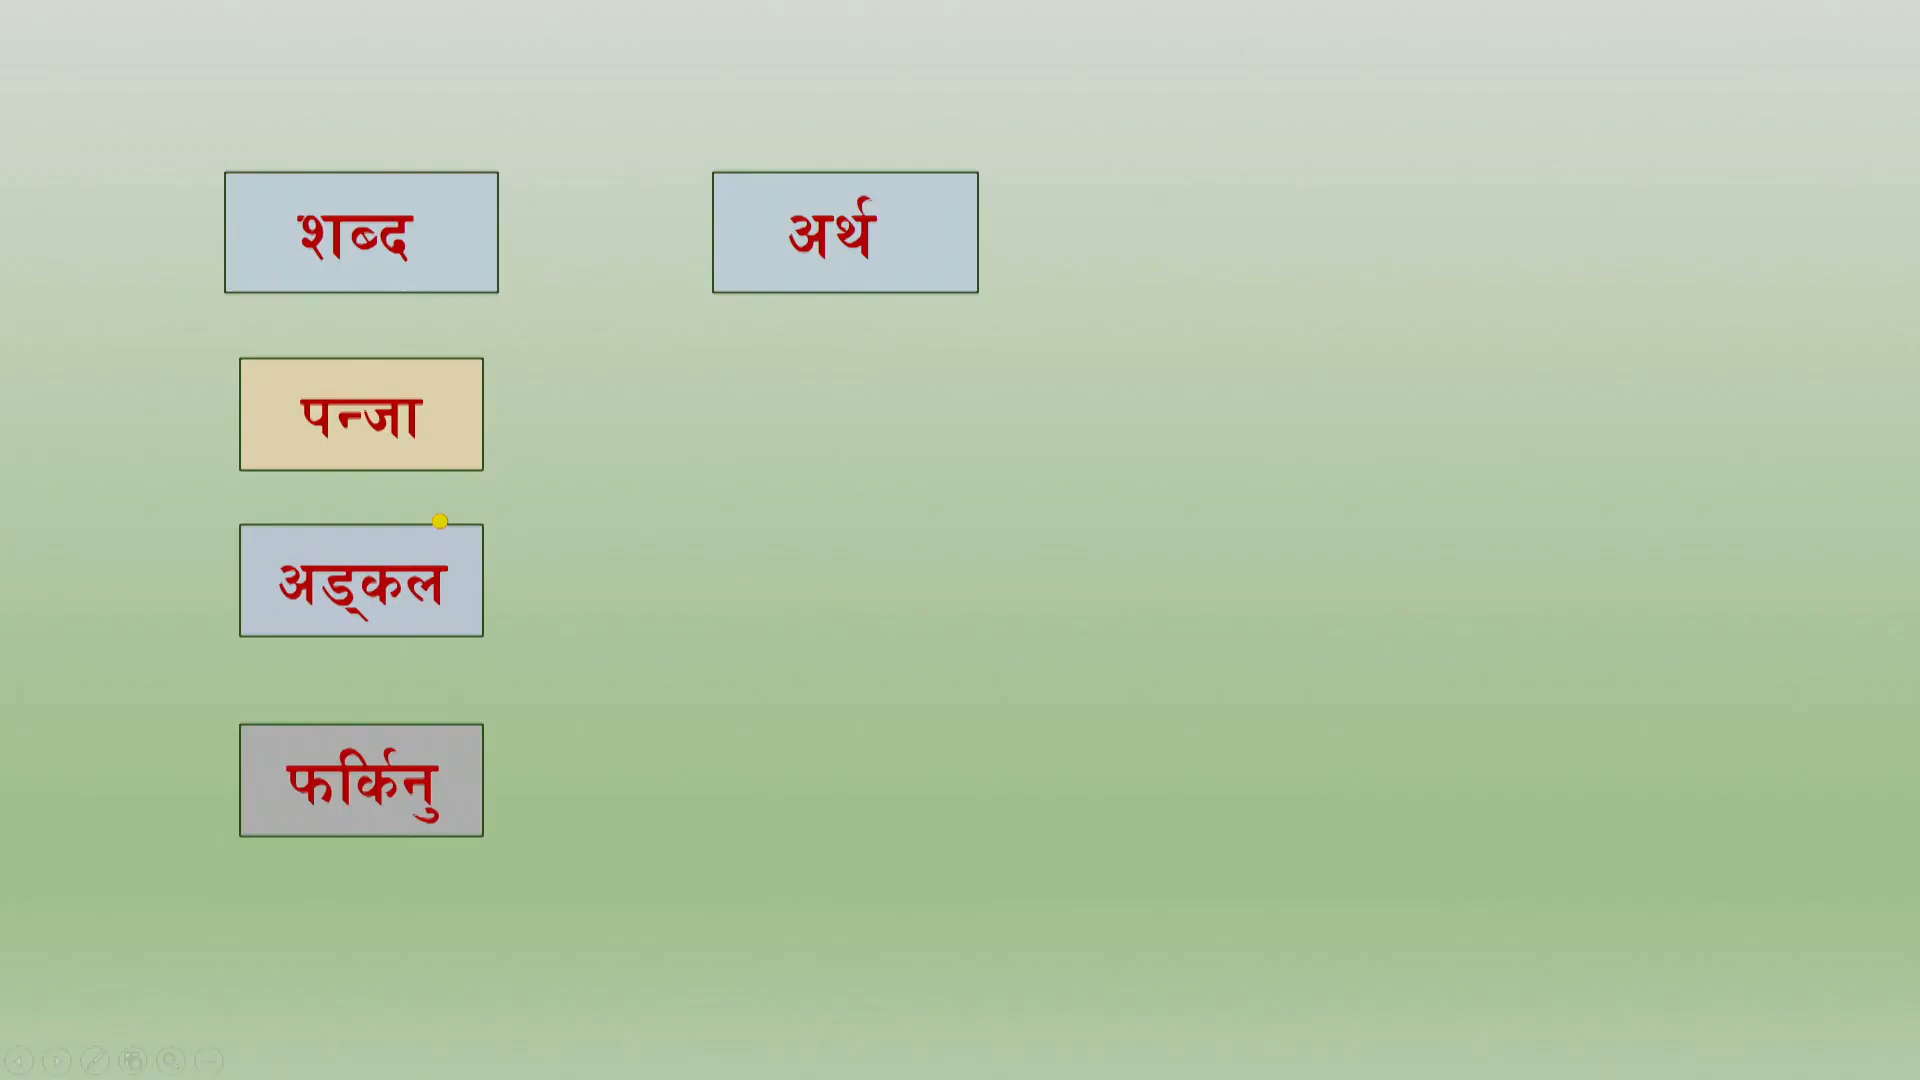 शब्द अर्थ
पन्जा
अड्कल
फर्किनु